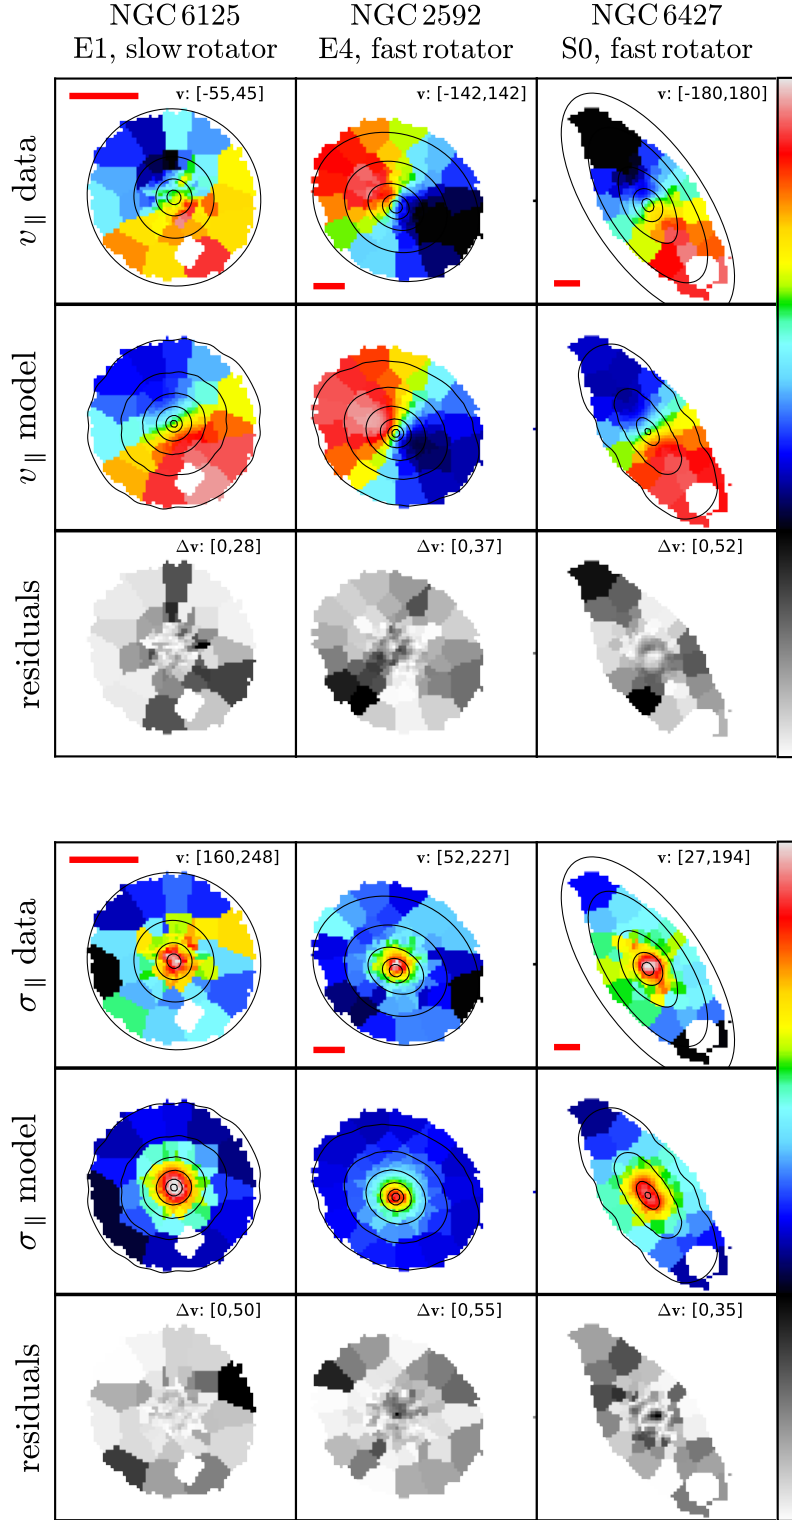 NGC 6125
E1, slow rotator
NGC 2592
E4, fast rotator
NGC 6427
S0, fast rotator
v∥ data
v: [-55,45]
v: [-142,142]
v: [-180,180]
v∥ model
residuals
Δv: [0,28]
Δv: [0,37]
Δv: [0,52]
σ∥ data
v: [160,248]
v: [52,227]
v: [27,194]
σ∥ model
residuals
Δv: [0,50]
Δv: [0,55]
Δv: [0,35]